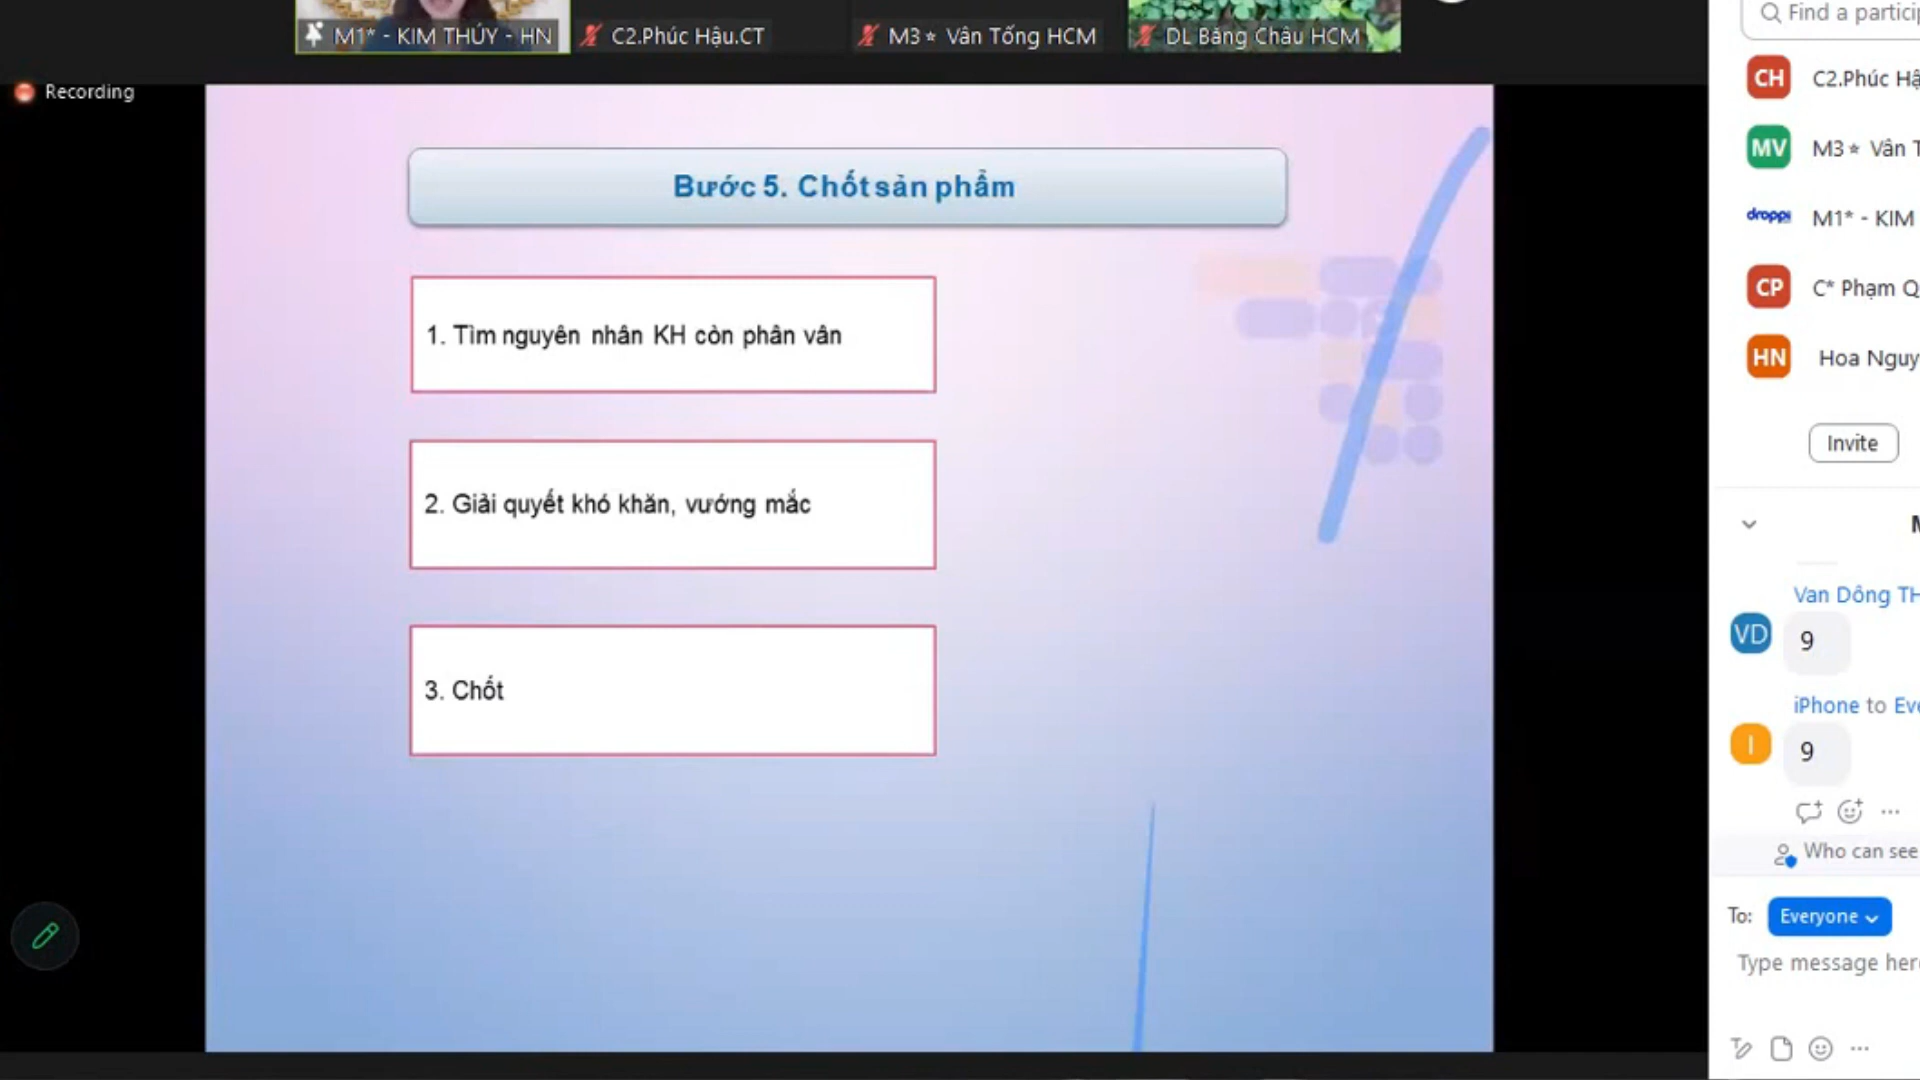 M1* - KIM THÚY - HN
C2.Phúc Hậu.CT
M3⭐ Vân Tống HCM
DL Băng Châu HCM
Recording
Bước 5. Chốt sản phẩm
1. Tìm nguyên nhân KH còn phân vân
2. Giải quyết khó khăn, vướng mắc
3. Chốt
Find a partici
CH C2.Phúc Hậ
MV M3⭐ Vân T
droppi M1* - KIM
CP C* Phạm Q
HN Hoa Nguy
Invite
Van Dông TH
VD 9
iPhone to Eve
I 9
Who can see
To: Everyone
Type message here